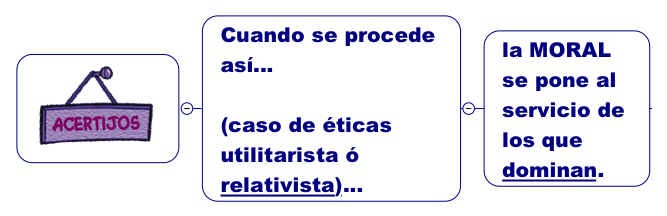 ACERTIJOS
Cuando se procede
así...
(caso de éticas
utilitarista ó
relativista)...
la MORAL
se pone al
servicio de
los que
dominan.